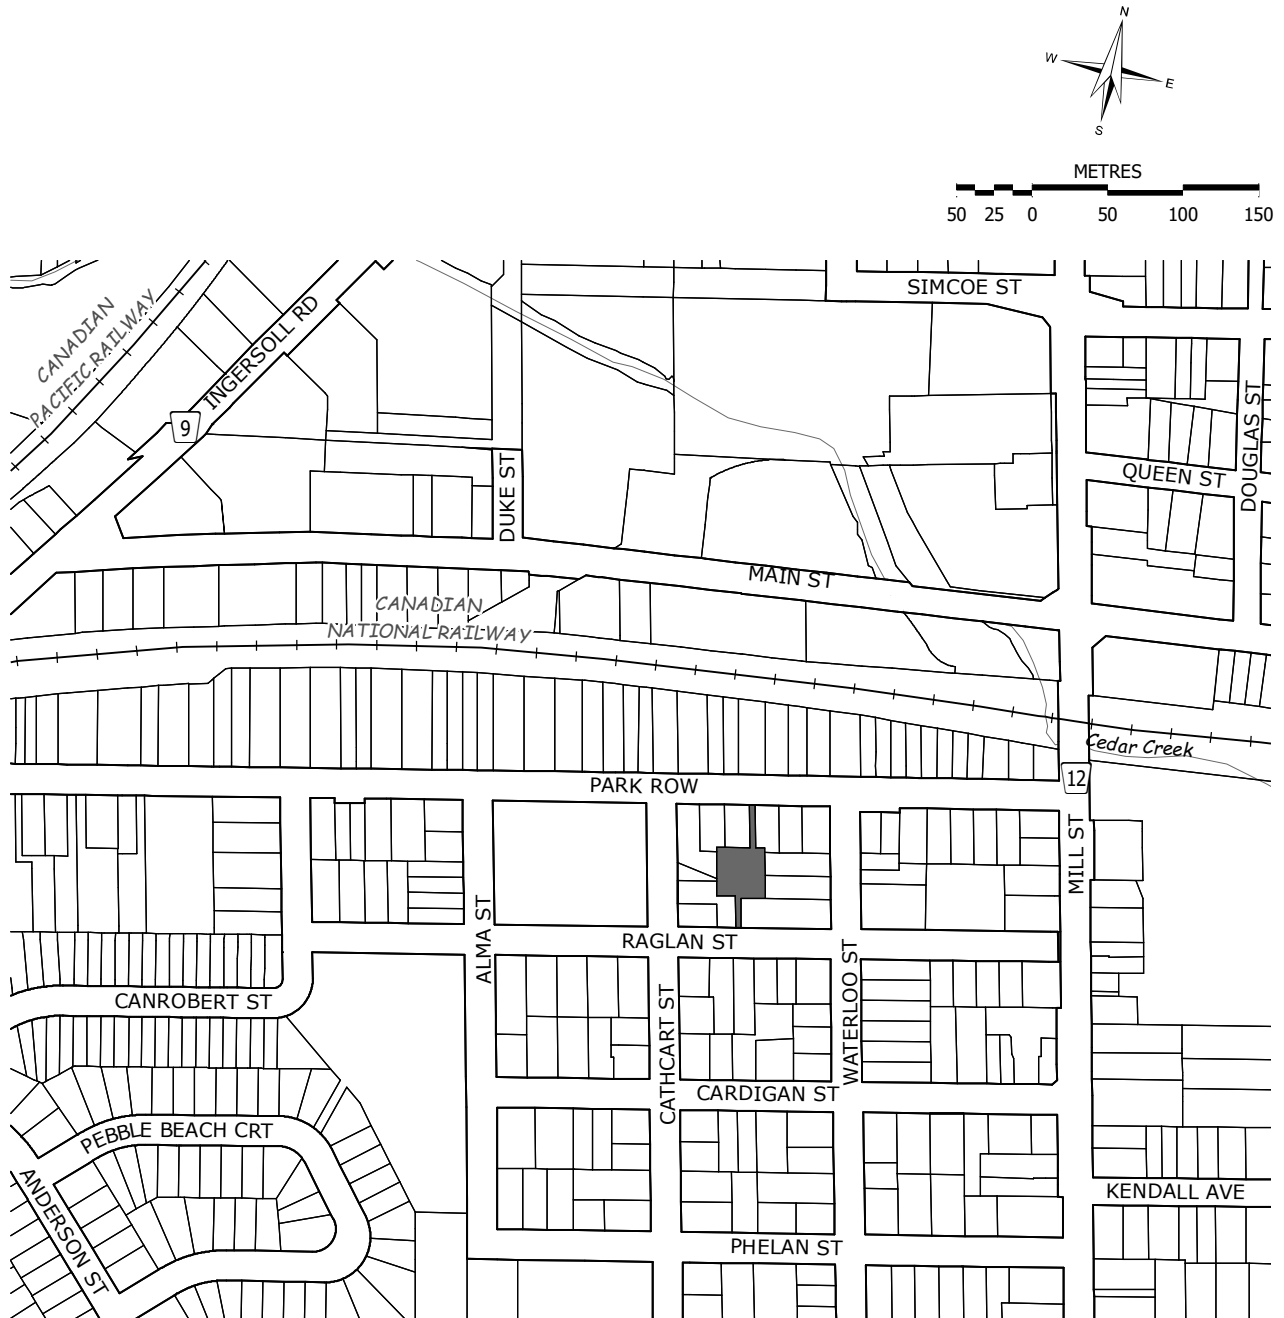 N
W
E
S
METRES
50 25 0 50 100 150
SIMCOE ST
CANADIAN
PACIFIC RAILWAY
INGERSOLL RD
9
DOUGLAS ST
QUEEN ST
DUKE ST
MAIN ST
CANADIAN
NATIONAL RAILWAY
Cedar Creek
12
PARK ROW
MILL ST
ALMA ST
RAGLAN ST
WATERLOO ST
CANROBERT ST
CATHCART ST
CARDIGAN ST
PEBBLE BEACH CRT
ANDERSON ST
KENDALL AVE
PHELAN ST